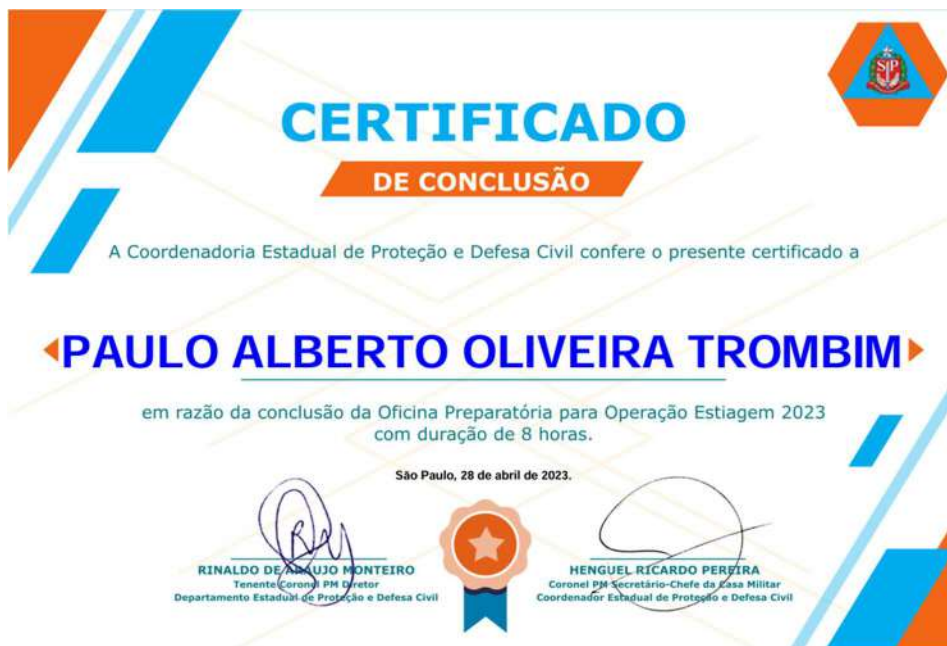 SP
CERTIFICADO
DE CONCLUSÃO
A Coordenadoria Estadual de Proteção e Defesa Civil confere o presente certificado a
PAULO ALBERTO OLIVEIRA TROMBIM
em razão da conclusão da Oficina Preparatória para Operação Estiagem 2023
com duração de 8 horas.
São Paulo, 28 de abril de 2023.
RINALDO DE ARAUJO MONTEIRO
Tenente Coronel PM Diretor
Departamento Estadual de Proteção e Defesa Civil
HENGUEL RICARDO PEREIRA
Coronel PM Secretário-Chefe da Casa Militar
Coordenador Estadual de Proteção e Defesa Civil